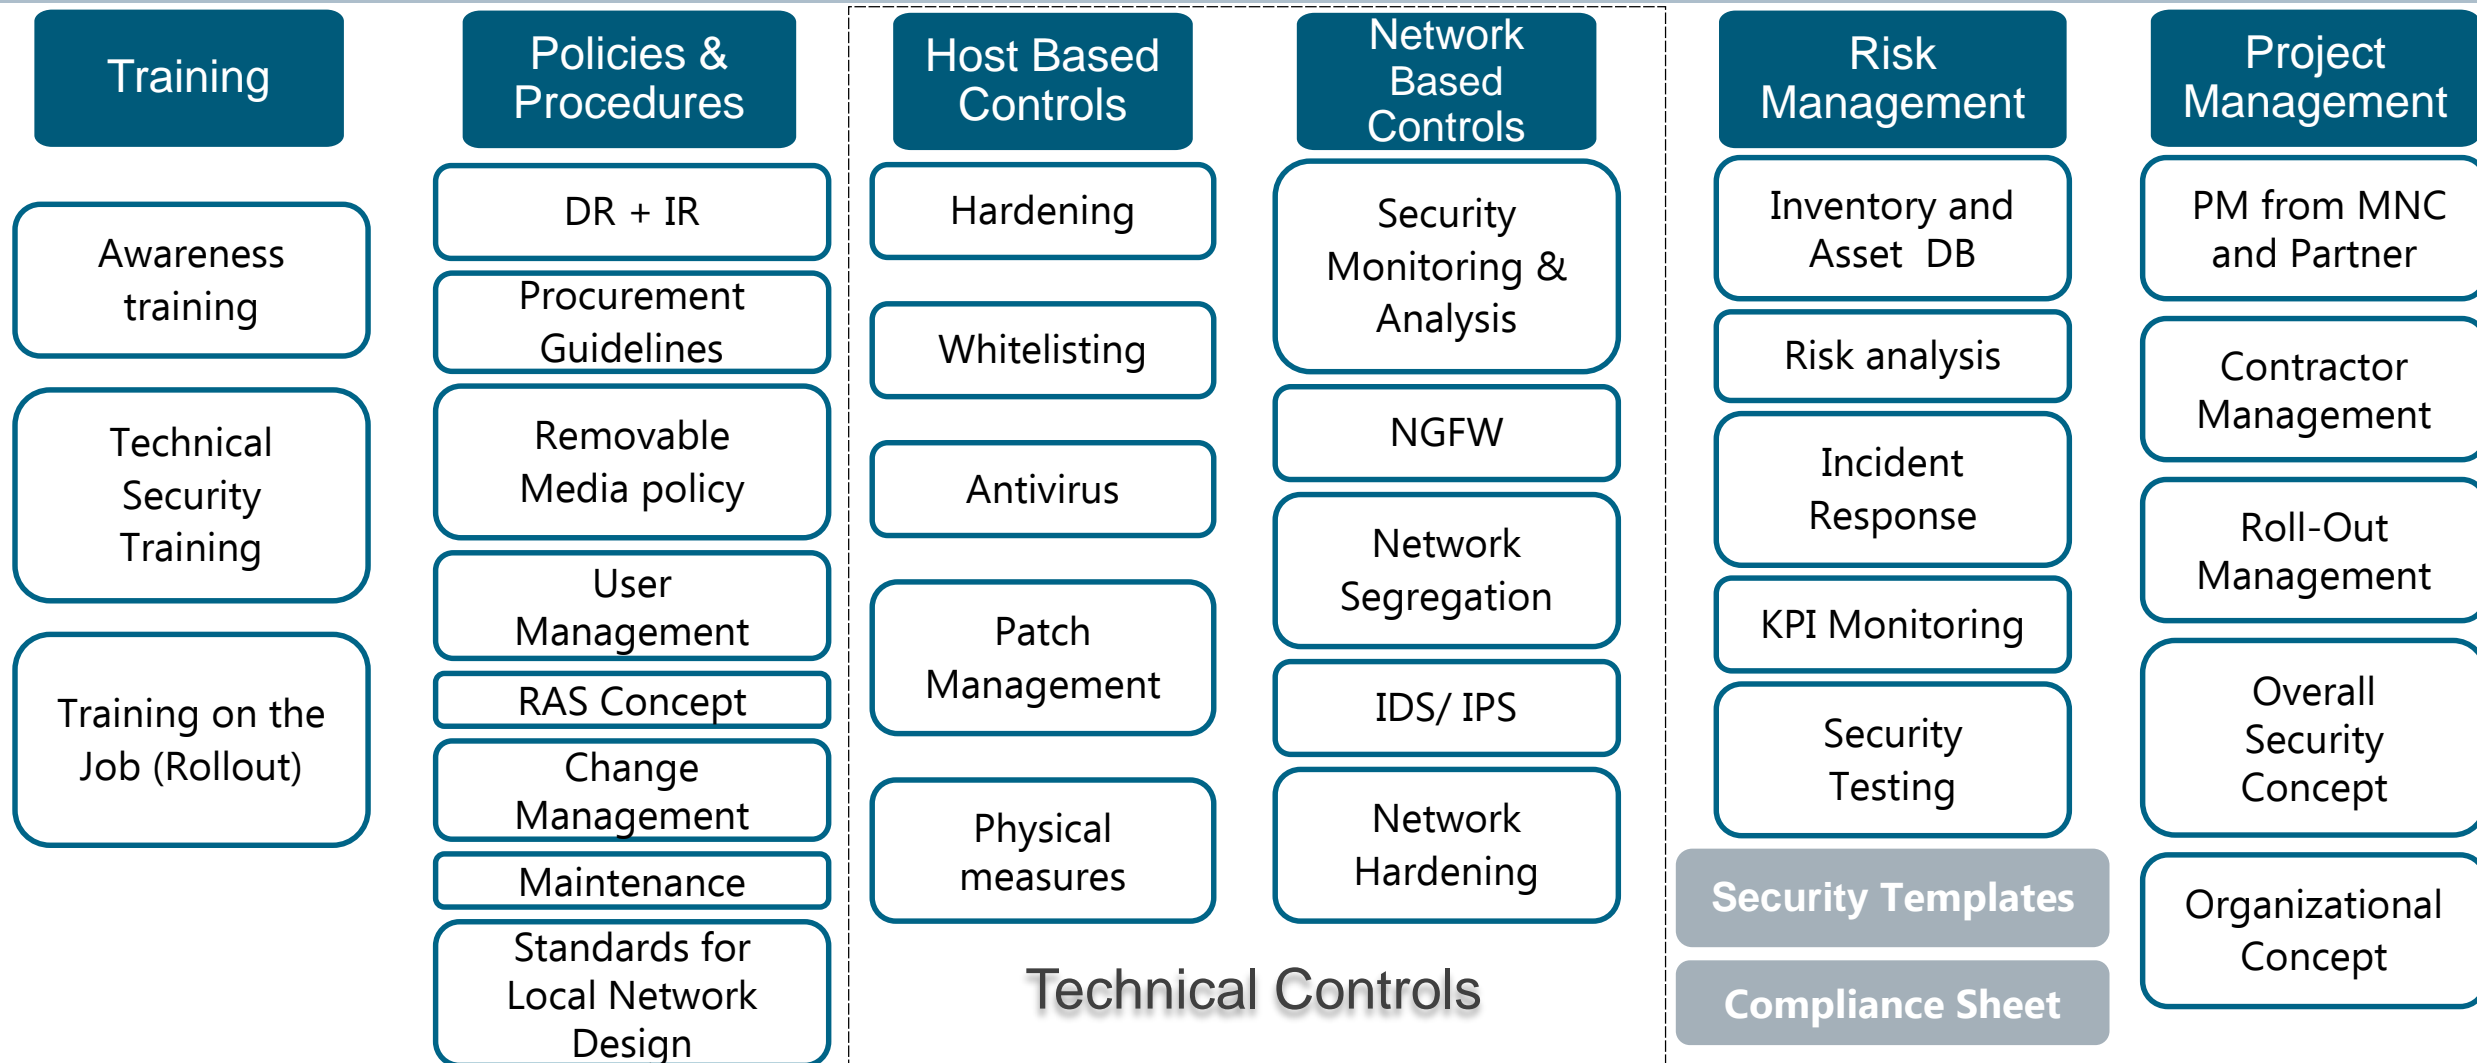 Training
Awareness
training
Technical
Security
Training
Training on the
Job (Rollout)
Policies &
Procedures
DR + IR
Procurement
Guidelines
Removable
Media policy
User
Management
RAS Concept
Change
Management
Maintenance
Standards for
Local Network
Design
Host Based
Controls
Hardening
Whitelisting
Antivirus
Patch
Management
Physical
measures
Network
Based
Controls
Security
Monitoring &
Analysis
NGFW
Network
Segregation
IDS/ IPS
Network
Hardening
Technical Controls
Risk
Management
Inventory and
Asset DB
Risk analysis
Incident
Response
KPI Monitoring
Security
Testing
Security Templates
Compliance Sheet
Project
Management
PM from MNC
and Partner
Contractor
Management
Roll-Out
Management
Overall
Security
Concept
Organizational
Concept